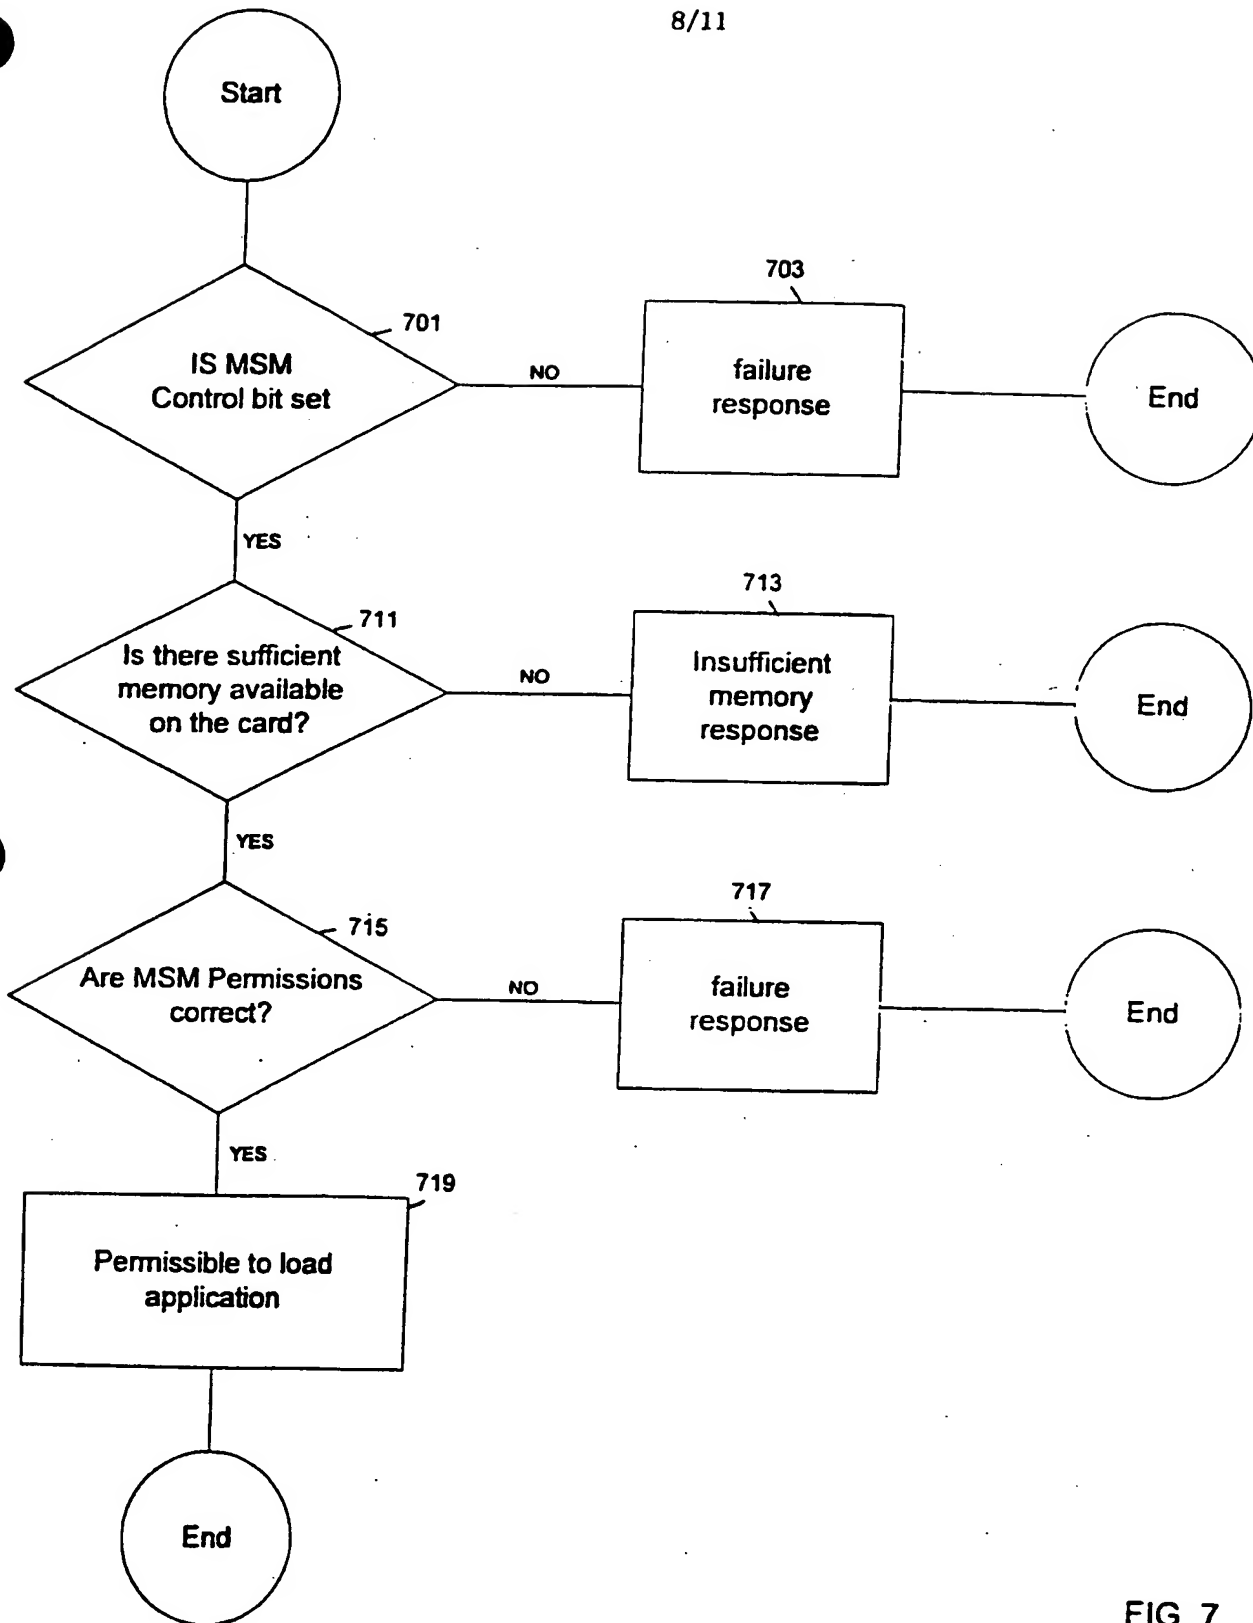 8/11
Start
701
IS MSM
Control bit set
NO
703
failure
response
End
YES
711
Is there sufficient
memory available
on the card?
NO
713
Insufficient
memory
response
End
YES
715
Are MSM Permissions
correct?
NO
717
failure
response
End
YES
719
Permissible to load
application
End
FIG. 7